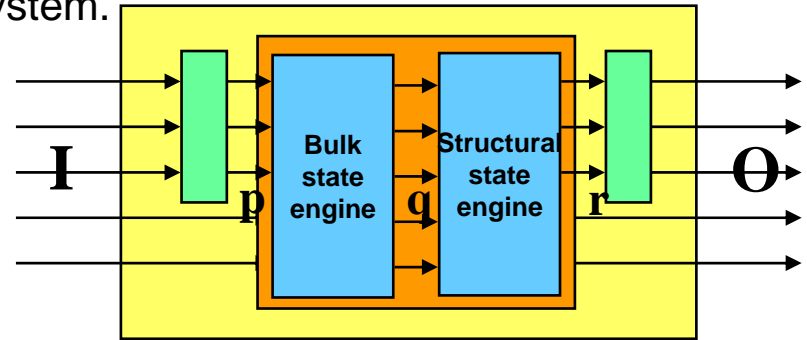 ystem.
I
p
Bulk
state
engine
q
Structural
state
engine
r
O